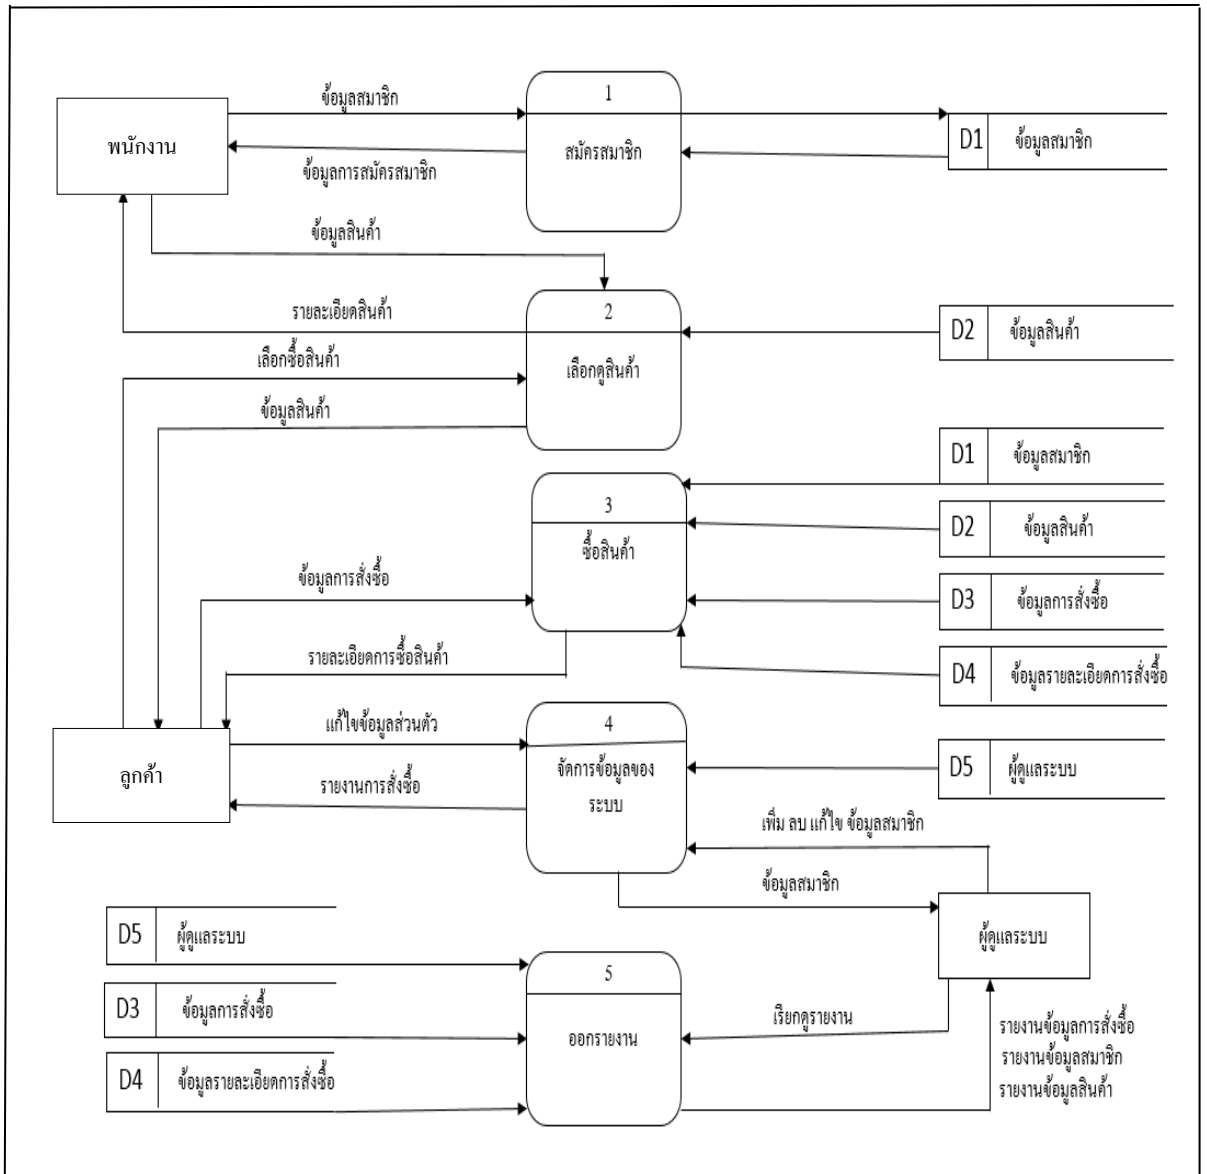 ข้อมูลสมาชิก
1
พนักงาน
สมัครสมาชิก
D1
ข้อมูลสมาชิก
ข้อมูลการสมัครสมาชิก
ข้อมูลสินค้า
รายละเอียดสินค้า
2
D2
ข้อมูลสินค้า
เลือกซื้อสินค้า
เลือกดูสินค้า
ข้อมูลสินค้า
D1
ข้อมูลสมาชิก
3
D2
ข้อมูลสินค้า
ซื้อสินค้า
ข้อมูลการสั่งซื้อ
D3
ข้อมูลการสั่งซื้อ
รายละเอียดการซื้อสินค้า
D4
ข้อมูลรายละเอียดการสั่งซื้อ
แก้ไขข้อมูลส่วนตัว
4
ลูกค้า
จัดการข้อมูลของ
ระบบ
D5
ผู้ดูแลระบบ
รายงานการสั่งซื้อ
เพิ่ม ลบ แก้ไข ข้อมูลสมาชิก
ข้อมูลสมาชิก
D5
ผู้ดูแลระบบ
ผู้ดูแลระบบ
5
D3
ข้อมูลการสั่งซื้อ
เรียกดูรายงาน
ออกรายงาน
รายงานข้อมูลการสั่งซื้อ
รายงานข้อมูลสมาชิก
รายงานข้อมูลสินค้า
D4
ข้อมูลรายละเอียดการสั่งซื้อ